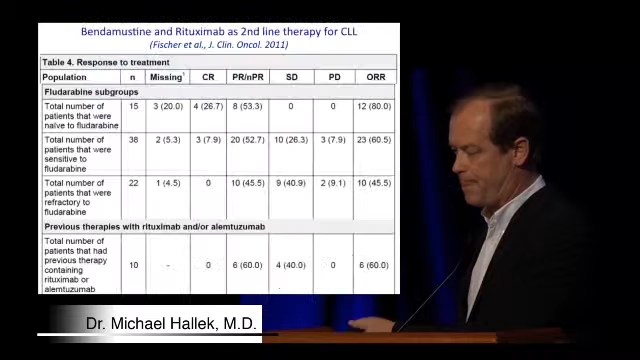 Bendamustine and Rituximab as 2nd line therapy for CLL
(Fischer et al., J. Clin. Oncol. 2011)
Table 4. Response to treatment
Population n Missing¹ CR PR/nPR SD PD ORR
Fludarabine subgroups
Total number of patients that were naïve to fludarabine 15 3 (20.0) 4 (26.7) 8 (53.3) 0 0 12 (80.0)
Total number of patients that were sensitive to fludarabine 38 2 (5.3) 3 (7.9) 20 (52.7) 10 (26.3) 3 (7.9) 23 (60.5)
Total number of patients that were refractory to fludarabine 22 1 (4.5) 0 10 (45.5) 9 (40.9) 2 (9.1) 10 (45.5)
Previous therapies with rituximab and/or alemtuzumab
Total number of patients that had previous therapy containing rituximab or alemtuzumab 10 - 0 6 (60.0) 4 (40.0) 0 6 (60.0)
Dr. Michael Hallek, M.D.